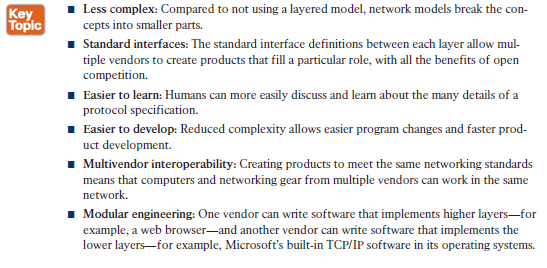 Key
Topic
■ Less complex: Compared to not using a layered model, network models break the con-
cepts into smaller parts.
■ Standard interfaces: The standard interface definitions between each layer allow mul-
tiple vendors to create products that fill a particular role, with all the benefits of open
competition.
■ Easier to learn: Humans can more easily discuss and learn about the many details of a
protocol specification.
■ Easier to develop: Reduced complexity allows easier program changes and faster prod-
uct development.
■ Multivendor interoperability: Creating products to meet the same networking standards
means that computers and networking gear from multiple vendors can work in the same
network.
■ Modular engineering: One vendor can write software that implements higher layers—for
example, a web browser—and another vendor can write software that implements the
lower layers—for example, Microsoft's built-in TCP/IP software in its operating systems.